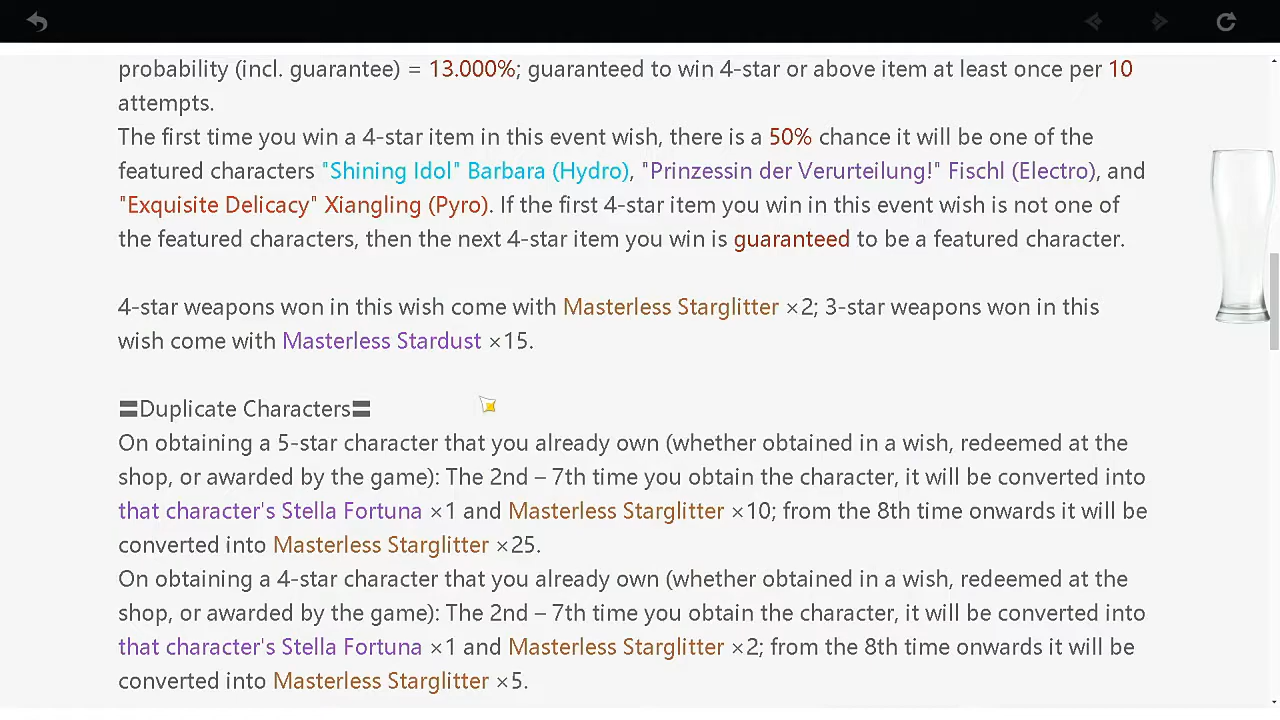 probability (incl. guarantee) = 13.000%; guaranteed to win 4-star or above item at least once per 10
attempts.
The first time you win a 4-star item in this event wish, there is a 50% chance it will be one of the
featured characters "Shining Idol" Barbara (Hydro), "Prinzessin der Verurteilung!" Fischl (Electro), and
"Exquisite Delicacy" Xiangling (Pyro). If the first 4-star item you win in this event wish is not one of
the featured characters, then the next 4-star item you win is guaranteed to be a featured character.
4-star weapons won in this wish come with Masterless Starglitter ×2; 3-star weapons won in this
wish come with Masterless Stardust ×15.
〓Duplicate Characters〓
On obtaining a 5-star character that you already own (whether obtained in a wish, redeemed at the
shop, or awarded by the game): The 2nd – 7th time you obtain the character, it will be converted into
that character's Stella Fortuna ×1 and Masterless Starglitter ×10; from the 8th time onwards it will be
converted into Masterless Starglitter ×25.
On obtaining a 4-star character that you already own (whether obtained in a wish, redeemed at the
shop, or awarded by the game): The 2nd – 7th time you obtain the character, it will be converted into
that character's Stella Fortuna ×1 and Masterless Starglitter ×2; from the 8th time onwards it will be
converted into Masterless Starglitter ×5.